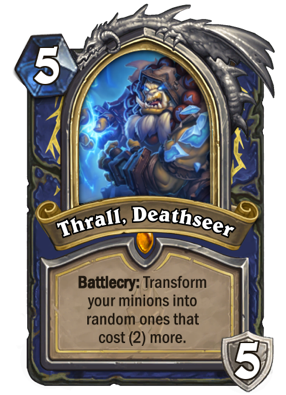 5
Thrall, Deathseer
Battlecry: Transform
your minions into
random ones that
cost (2) more.
5